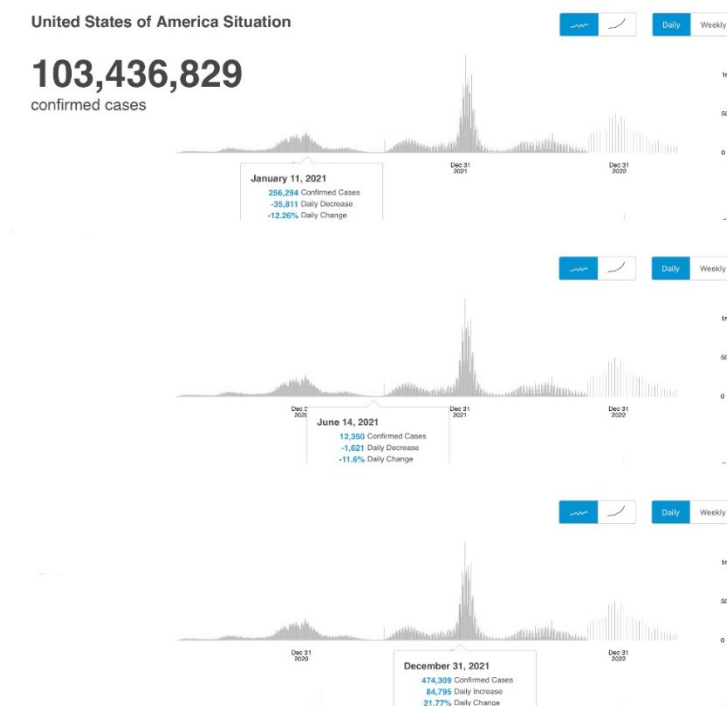 United States of America Situation
Daily Weekly
103,436,829
confirmed cases
0
Dec 31
2021
Dec 31
2022
January 11, 2021
256,294 Confirmed Cases
-35,811 Daily Decrease
-12.26% Daily Change
Daily Weekly
0
Dec 31
2021
Dec 31
2022
June 14, 2021
12,350 Confirmed Cases
-1,621 Daily Decrease
-11.6% Daily Change
Daily Weekly
0
Dec 31
2020
Dec 31
2022
December 31, 2021
474,309 Confirmed Cases
84,795 Daily Increase
21.77% Daily Change